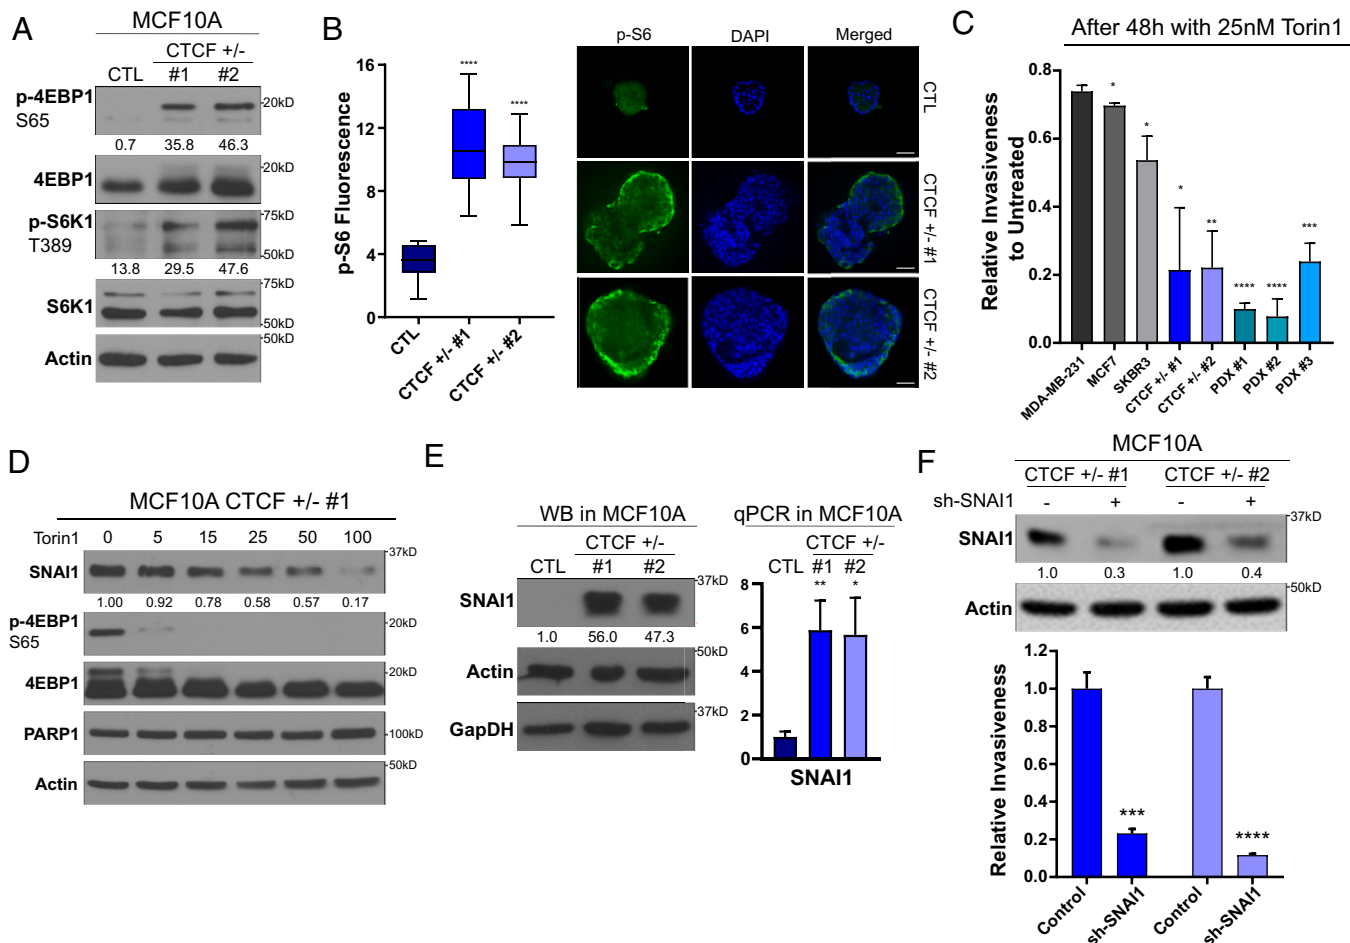 A
MCF10A
CTCF +/-
CTL #1 #2
p-4EBP1
S65
-20kD
0.7 35.8 46.3
4EBP1
-20kD
p-S6K1
T389
-75kD
-50kD
13.8 29.5 47.6
S6K1
-75kD
-50kD
Actin
-50kD
B
p-S6 Fluorescence
16
12
8
4
0
****
****
CTL
CTCF +/- #1
CTCF +/- #2
p-S6 DAPI Merged
CTL
CTCF +/- #1
CTCF +/- #2
C
After 48h with 25nM Torin1
Relative Invasiveness
to Untreated
0.8
0.6
0.4
0.2
0.0
*
*
*
**
****
****
***
MDA-MB-231
MCF7
SKBR3
CTCF +/- #1
CTCF +/- #2
PDX #1
PDX #2
PDX #3
D
MCF10A CTCF +/- #1
Torin1 0 5 15 25 50 100
SNAI1
-37kD
1.00 0.92 0.78 0.58 0.57 0.17
p-4EBP1
S65
-20kD
4EBP1
-20kD
PARP1
-100kD
Actin
-50kD
E
WB in MCF10A
CTCF +/-
CTL #1 #2
SNAI1
-37kD
1.0 56.0 47.3
Actin
-50kD
GapDH
-37kD
qPCR in MCF10A
CTCF +/-
CTL #1 #2
** *
8
6
4
2
0
SNAI1
F
MCF10A
CTCF +/- #1 CTCF +/- #2
sh-SNAI1 - + - +
SNAI1
-37kD
1.0 0.3 1.0 0.4
Actin
-50kD
Relative Invasiveness
1.2
1.0
0.8
0.6
0.4
0.2
0.0
***
****
Control
sh-SNAI1
Control
sh-SNAI1